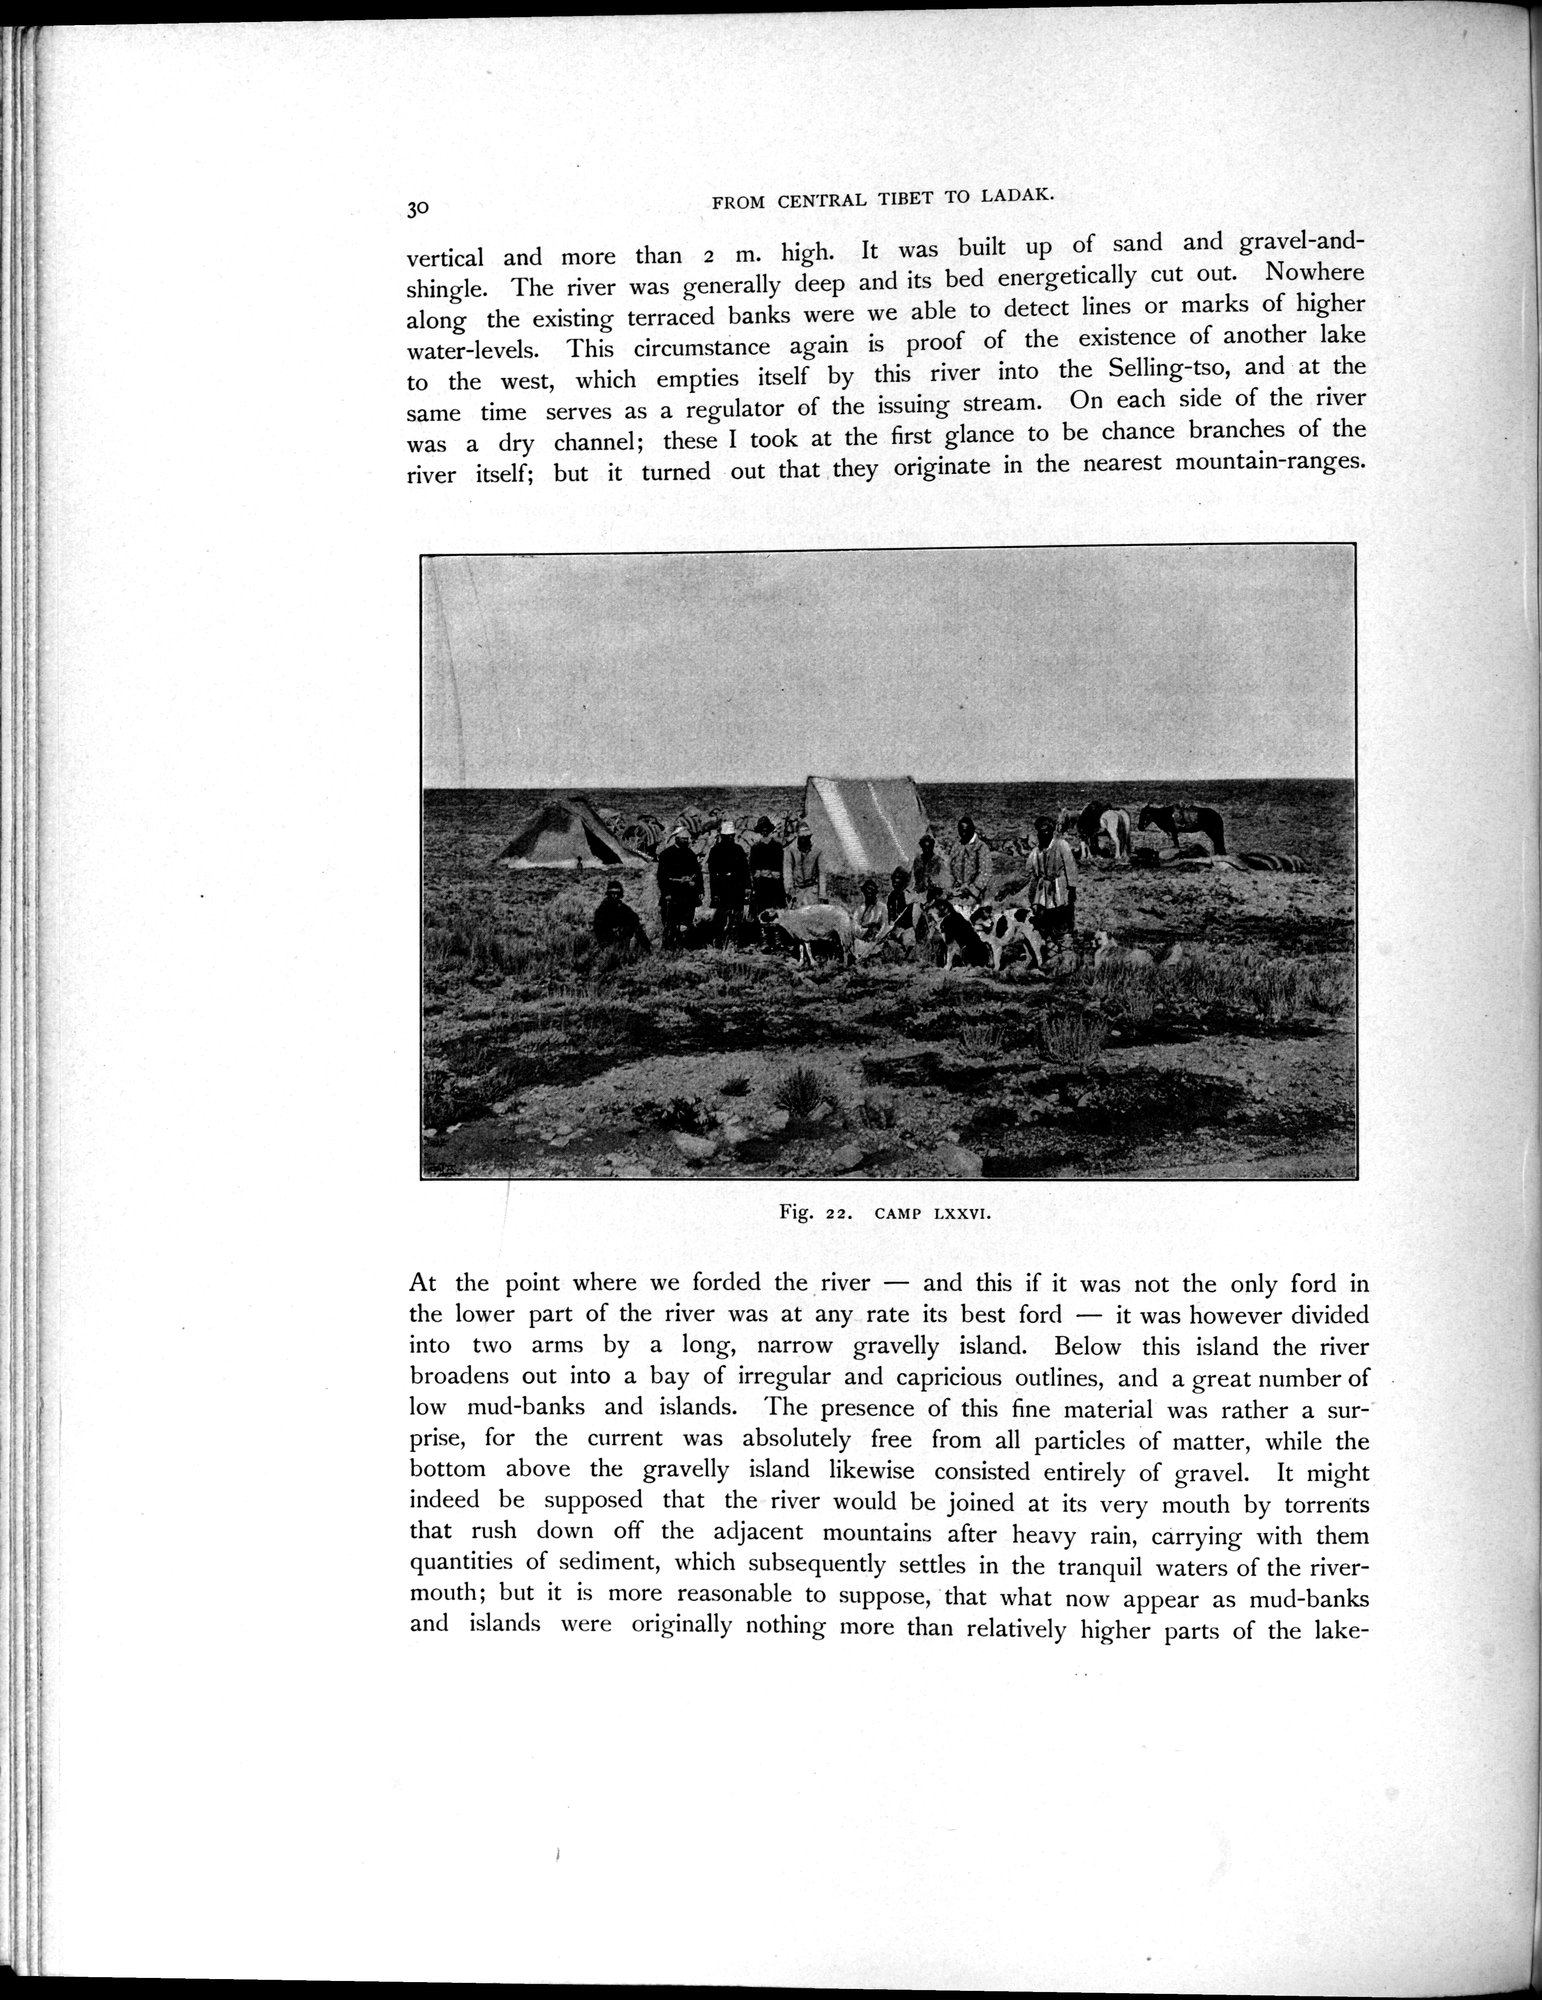 30
FROM CENTRAL TIBET TO LADAK.
vertical and more than 2 m. high. It was built up of sand and gravel-and-
shingle. The river was generally deep and its bed energetically cut out. Nowhere
along the existing terraced banks were we able to detect lines or marks of higher
water-levels. This circumstance again is proof of the existence of another lake
to the west, which empties itself by this river into the Selling-tso, and at the
same time serves as a regulator of the issuing stream. On each side of the river
was a dry channel; these I took at the first glance to be chance branches of the
river itself; but it turned out that they originate in the nearest mountain-ranges.
Fig. 22. CAMP LXXVI.
At the point where we forded the river — and this if it was not the only ford in
the lower part of the river was at any rate its best ford — it was however divided
into two arms by a long, narrow gravelly island. Below this island the river
broadens out into a bay of irregular and capricious outlines, and a great number of
low mud-banks and islands. The presence of this fine material was rather a sur-
prise, for the current was absolutely free from all particles of matter, while the
bottom above the gravelly island likewise consisted entirely of gravel. It might
indeed be supposed that the river would be joined at its very mouth by torrents
that rush down off the adjacent mountains after heavy rain, carrying with them
quantities of sediment, which subsequently settles in the tranquil waters of the river-
mouth; but it is more reasonable to suppose, that what now appear as mud-banks
and islands were originally nothing more than relatively higher parts of the lake-